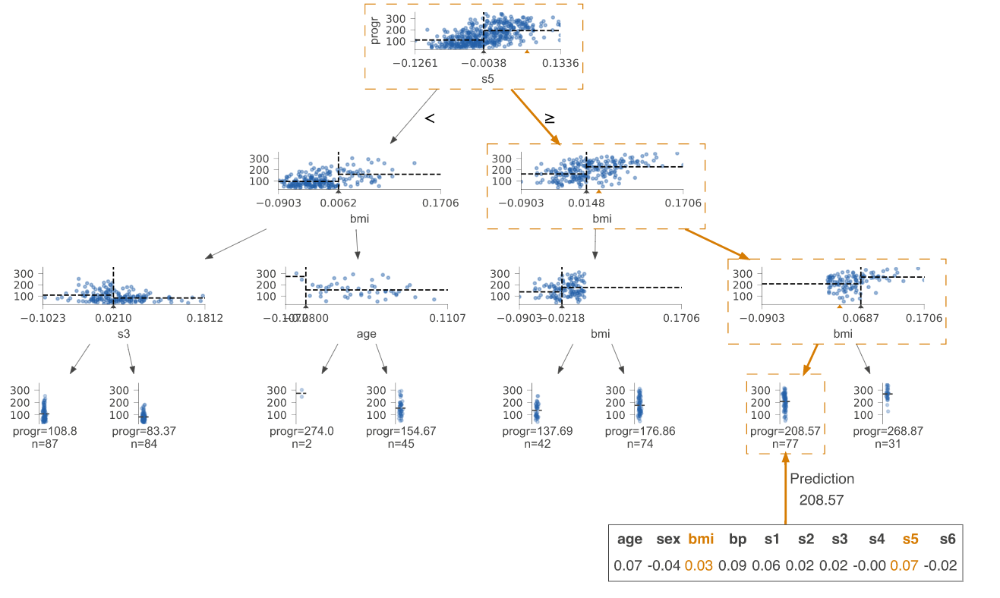 progr
300
200
100
−0.1261 −0.0038 0.1336
s5
< ≥
300
200
100
−0.0903 0.0062 0.1706
bmi
300
200
100
−0.0903 0.0148 0.1706
bmi
300
200
100
−0.1023 0.0210 0.1812
s3
300
200
100
−0.0800 0.1107
age
300
200
100
−0.0903 −0.0218 0.1706
bmi
300
200
100
−0.0903 0.0687 0.1706
bmi
300
200
100
progr=108.8
n=87
300
200
100
progr=83.37
n=84
300
200
100
progr=274.0
n=2
300
200
100
progr=154.67
n=45
300
200
100
progr=137.69
n=42
300
200
100
progr=176.86
n=74
300
200
100
progr=208.57
n=77
300
200
100
progr=268.87
n=31
Prediction
208.57
age sex bmi bp s1 s2 s3 s4 s5 s6
0.07 -0.04 0.03 0.09 0.06 0.02 0.02 -0.00 0.07 -0.02